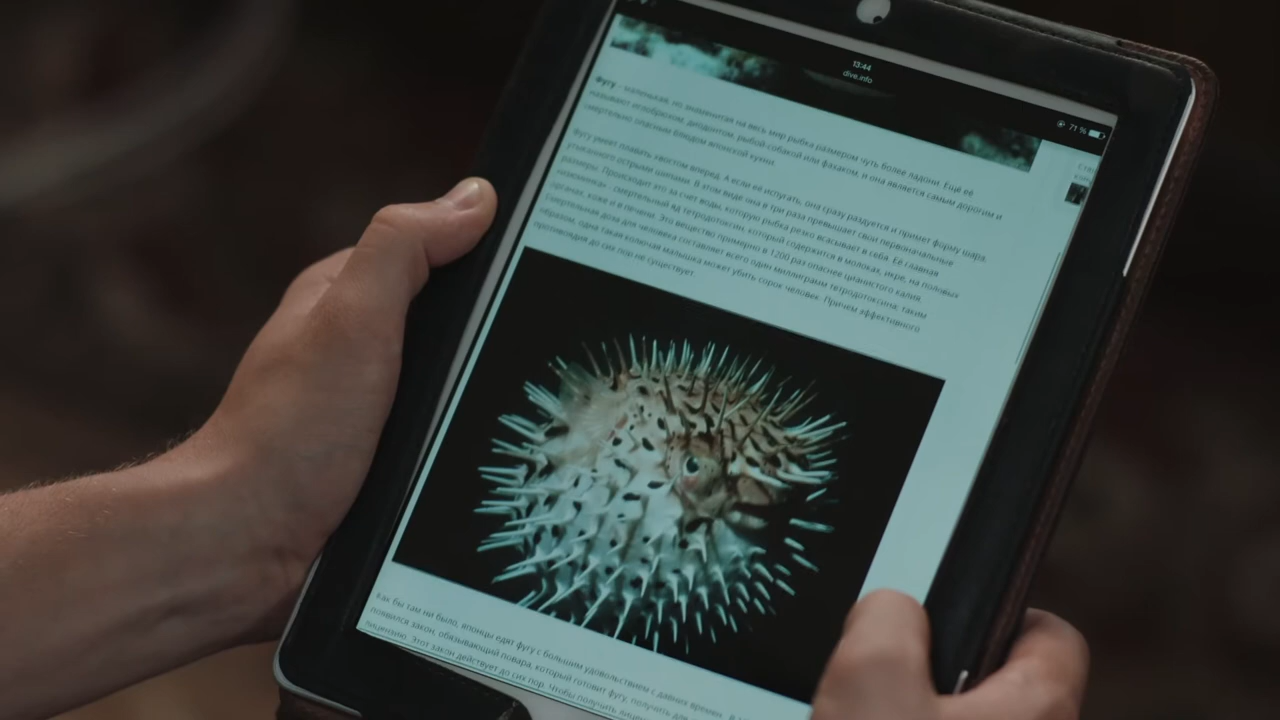 13:44
dive.info
71 %
Фугу – маленькая, но знаменитая на весь мир рыбка размером чуть более ладони. Ещё её
называют иглобрюхом, диодонтом, рыбой-собакой или фахаком, и она является самым дорогим и
смертельно опасным блюдом японской кухни.
Фугу умеет плавать хвостом вперед. А если её испугать, она сразу раздуется и примет форму шара,
утыканного острыми шипами. В этом виде она в три раза превышает свои первоначальные
размеры. Происходит это за счет воды, которую рыбка резко всасывает в себя. Её главная
«изюминка» - смертельный яд тетродотоксин, который содержится в молоках, икре, на половых
органах, коже и в печени. Это вещество примерно в 1200 раз опаснее цианистого калия.
Смертельная доза для человека составляет всего один миллиграмм тетродотоксина: таким
образом, одна такая колючая малышка может убить сорок человек. Причем эффективного
противоядия до сих пор не существует.
Как бы там ни было, японцы едят фугу с большим удовольствием с давних времен.
появился закон, обязывающий повара, который готовит фугу, получить для
лицензию. Этот закон действует до сих пор. Чтобы получить